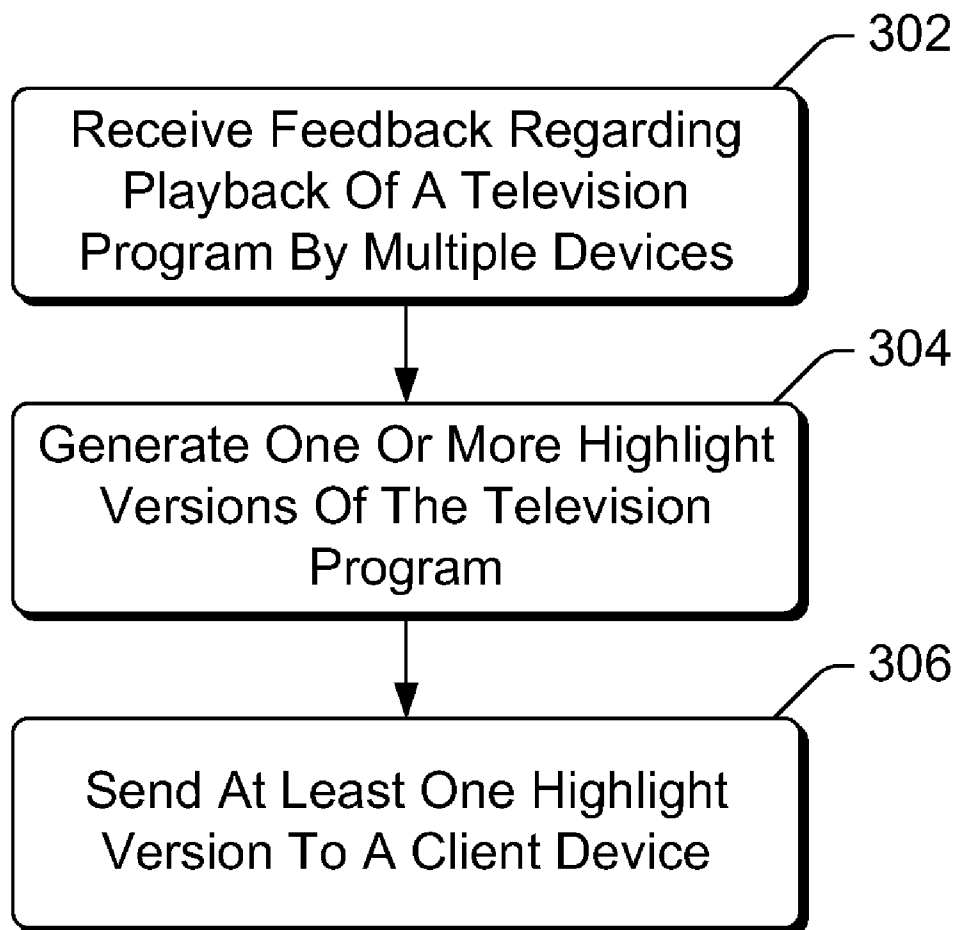 302
Receive Feedback Regarding
Playback Of A Television
Program By Multiple Devices
304
Generate One Or More Highlight
Versions Of The Television
Program
306
Send At Least One Highlight
Version To A Client Device